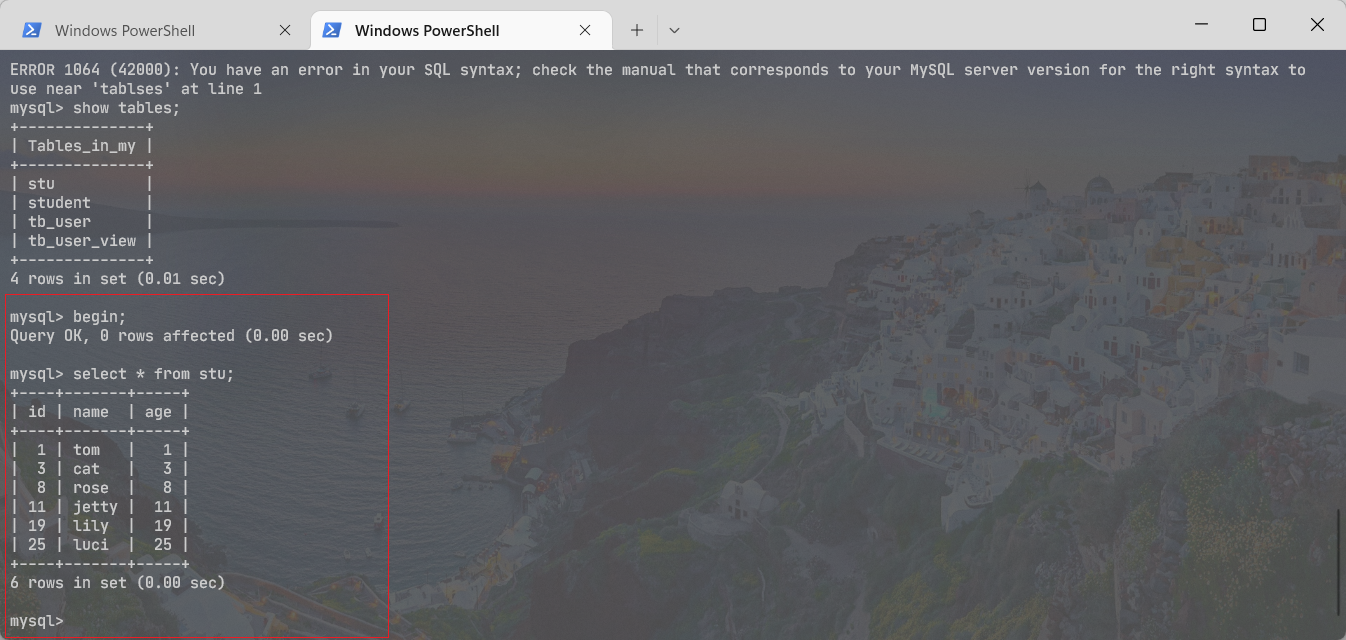 Windows PowerShell
Windows PowerShell
ERROR 1064 (42000): You have an error in your SQL syntax; check the manual that corresponds to your MySQL server version for the right syntax to
use near 'tablses' at line 1
mysql> show tables;
+--------------+
| Tables_in_my |
+--------------+
| stu          |
| student      |
| tb_user      |
| tb_user_view |
+--------------+
4 rows in set (0.01 sec)

mysql> begin;
Query OK, 0 rows affected (0.00 sec)

mysql> select * from stu;
+----+-------+-----+
| id | name  | age |
+----+-------+-----+
|  1 | tom   |   1 |
|  3 | cat   |   3 |
|  8 | rose  |   8 |
| 11 | jetty |  11 |
| 19 | lily  |  19 |
| 25 | luci  |  25 |
+----+-------+-----+
6 rows in set (0.00 sec)

mysql>